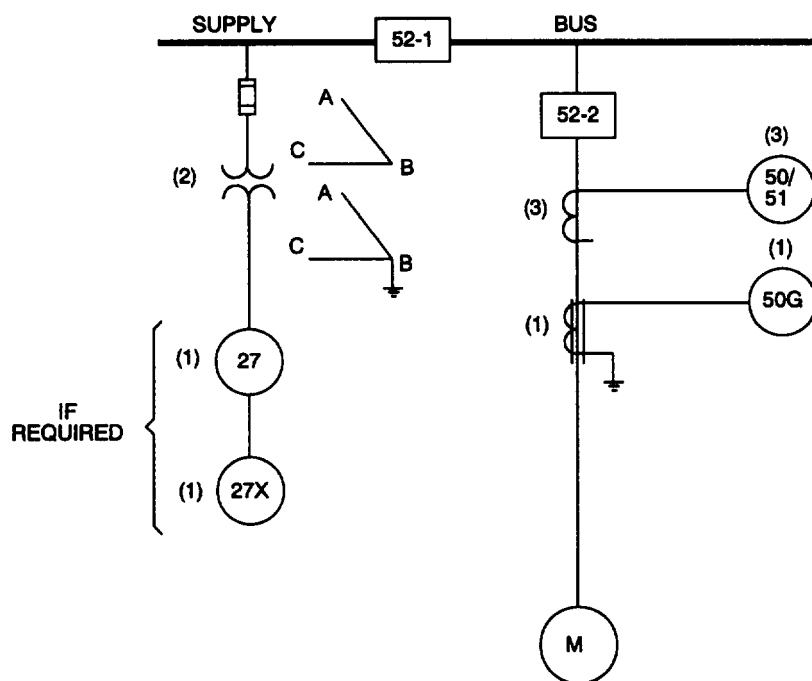 SUPPLY
52-1
BUS
52-2
A
C
B
(2)
A
C
B
(3)
(3)
50/
51
(1)
50G
(1)
(1)
27
IF
REQUIRED
(1)
27X
M